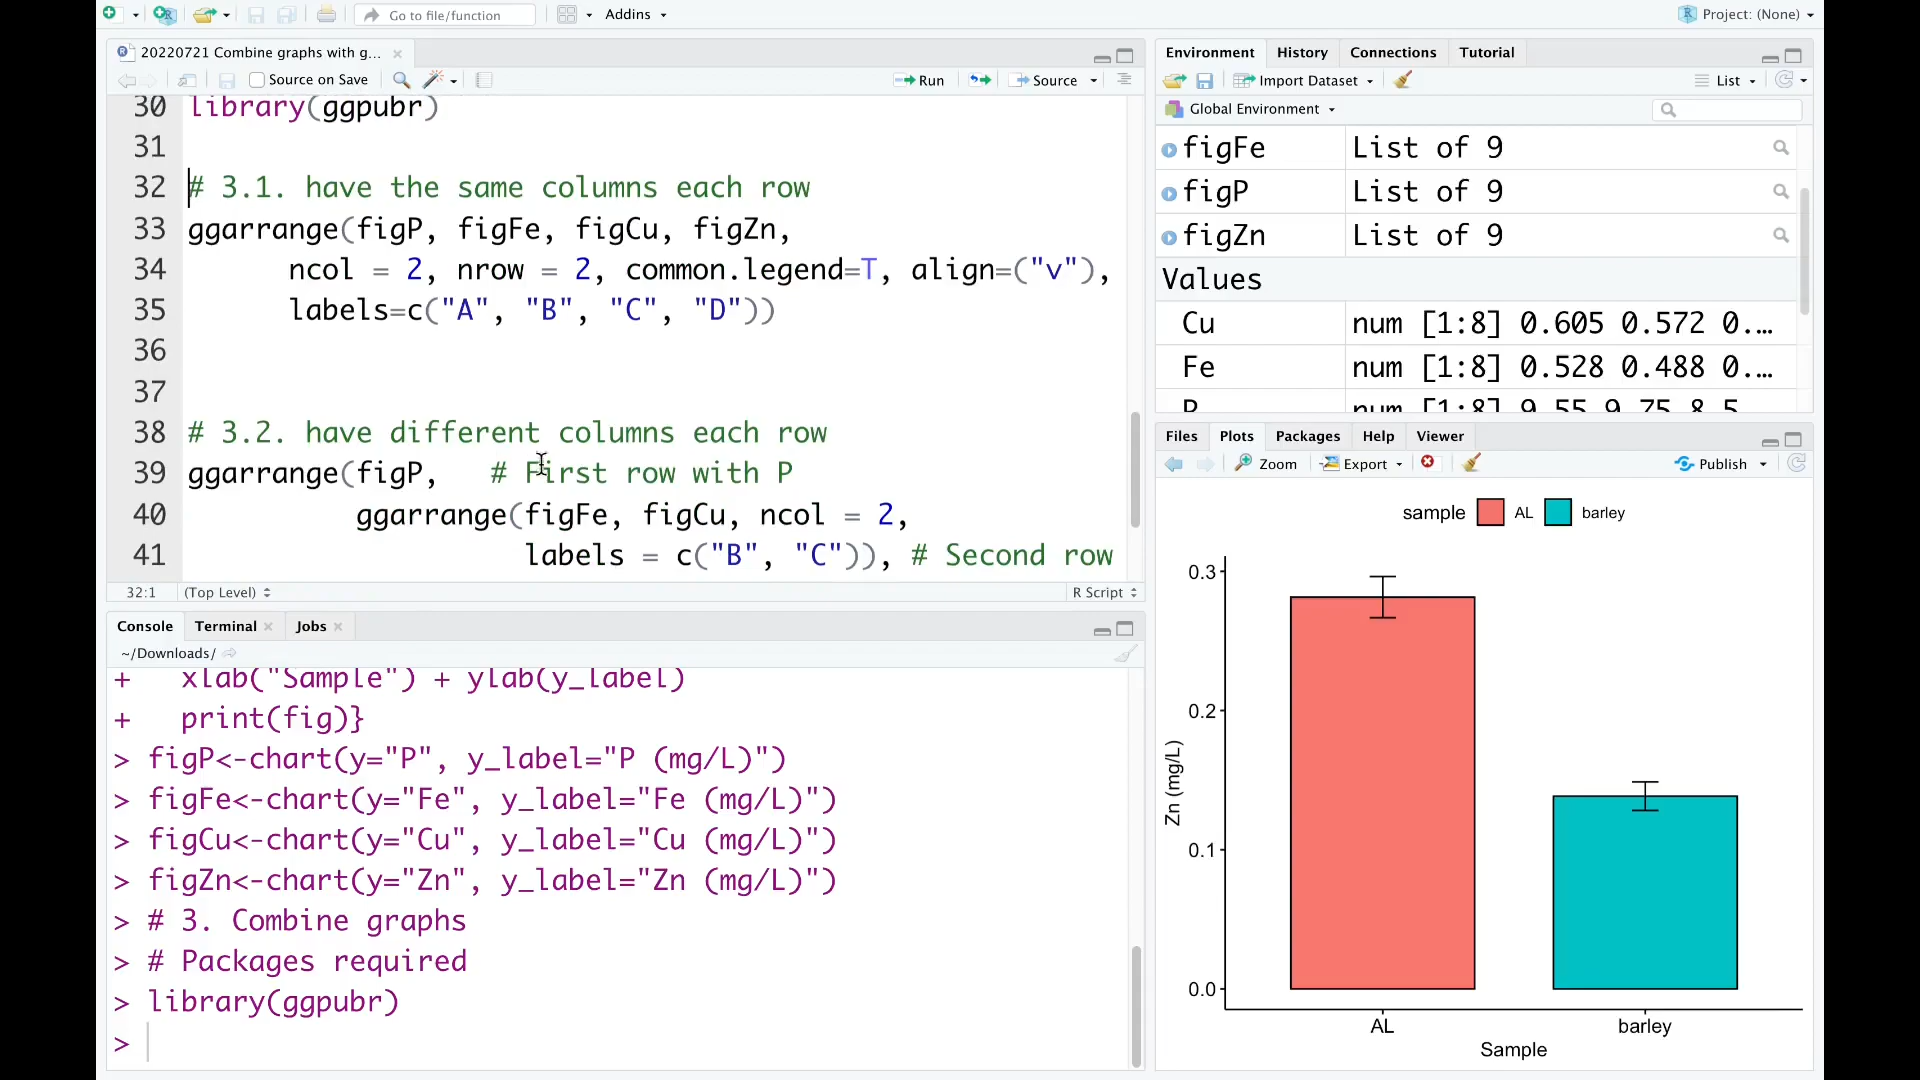 Go to file/function
Addins
Project: (None)
20220721 Combine graphs with g...
Source on Save
Run
Source
30 library(ggpubr)
31
32 # 3.1. have the same columns each row
33 ggarrange(figP, figFe, figCu, figZn,
34 ncol = 2, nrow = 2, common.legend=T, align=("v"),
35 labels=c("A", "B", "C", "D"))
36
37
38 # 3.2. have different columns each row
39 ggarrange(figP, # First row with P
40 ggarrange(figFe, figCu, ncol = 2,
41 labels = c("B", "C")), # Second row
32:1 (Top Level) R Script
Console Terminal Jobs
~/Downloads/
+ xlab("Sample") + ylab(y_label)
+ print(fig)}
> figP<-chart(y="P", y_label="P (mg/L)")
> figFe<-chart(y="Fe", y_label="Fe (mg/L)")
> figCu<-chart(y="Cu", y_label="Cu (mg/L)")
> figZn<-chart(y="Zn", y_label="Zn (mg/L)")
> # 3. Combine graphs
> # Packages required
> library(ggpubr)
>
Environment History Connections Tutorial
Import Dataset List
Global Environment
figFe List of 9
figP List of 9
figZn List of 9
Values
Cu num [1:8] 0.605 0.572 0.…
Fe num [1:8] 0.528 0.488 0.…
P num [1:8] 9.55 9.75 8.5
Files Plots Packages Help Viewer
Zoom Export Publish
sample AL barley
0.3
0.2
0.1
0.0
Zn (mg/L)
AL barley
Sample